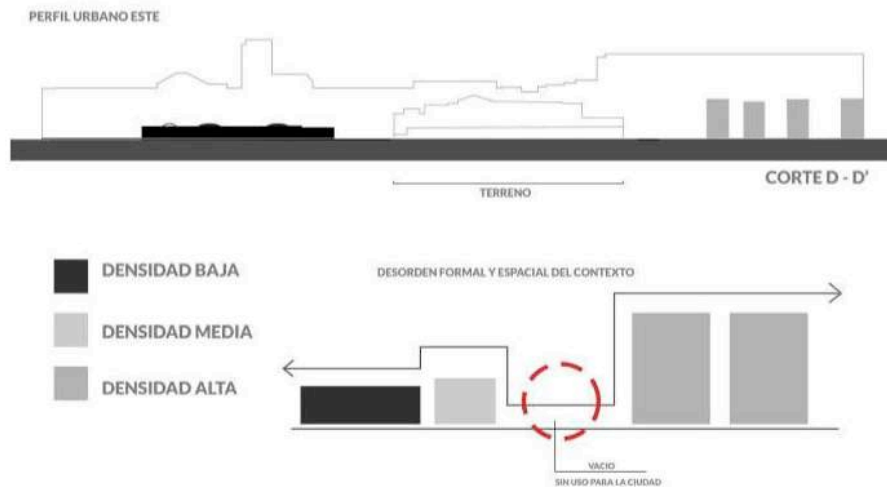 PERFIL URBANO ESTE
CORTE D - D'
TERRENO
DENSIDAD BAJA
DENSIDAD MEDIA
DENSIDAD ALTA
DESORDEN FORMAL Y ESPACIAL DEL CONTEXTO
VACIO
SIN USO PARA LA CIUDAD